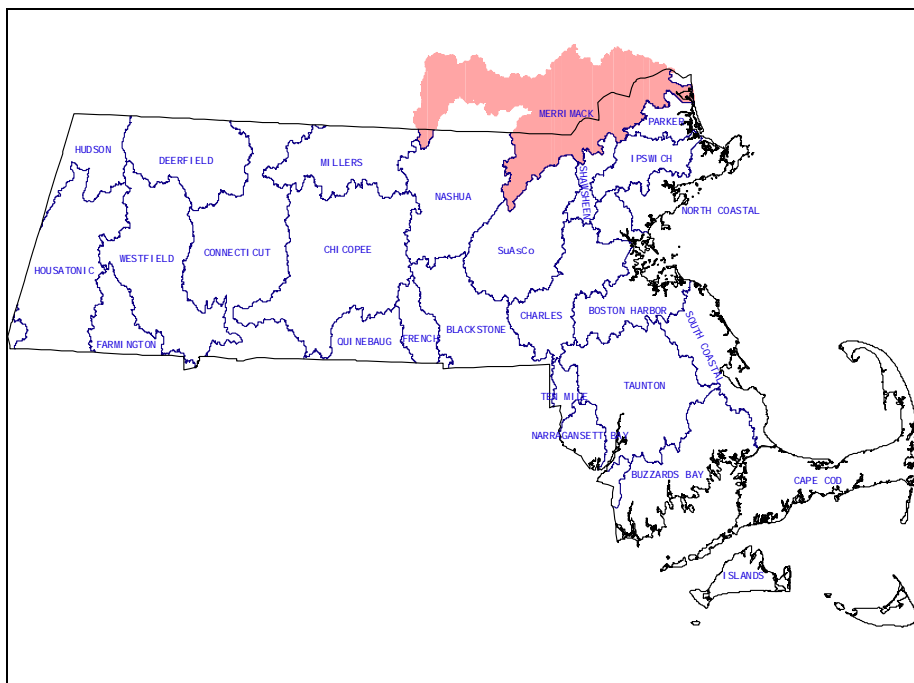 MERRIMACK
PARKER
HUDSON
DEERFIELD
MILLERS
IPSWICH
SHAWSHEEN
NASHUA
NORTH COASTAL
HOUSATONIC
WESTFIELD
CONNECTICUT
CHICOPEE
SuAsCo
BOSTON HARBOR
CHARLES
SOUTH COASTAL
BLACKSTONE
FARMINGTON
QUINEBAUG
FRENCH
TAUNTON
TEN MILE
NARRAGANSETT BAY
BUZZARDS BAY
CAPE COD
ISLANDS